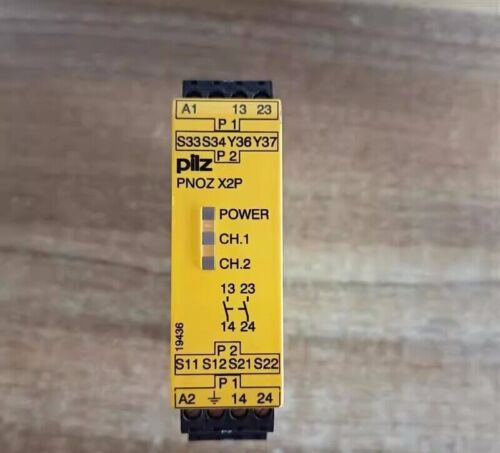 A1 13 23
P 1
S33 S34 Y36 Y37
P 2
pilz
PNOZ X2P
POWER
CH.1
CH.2
13 23
14 24
19436
P 2
S11 S12 S21 S22
P 1
A2 14 24